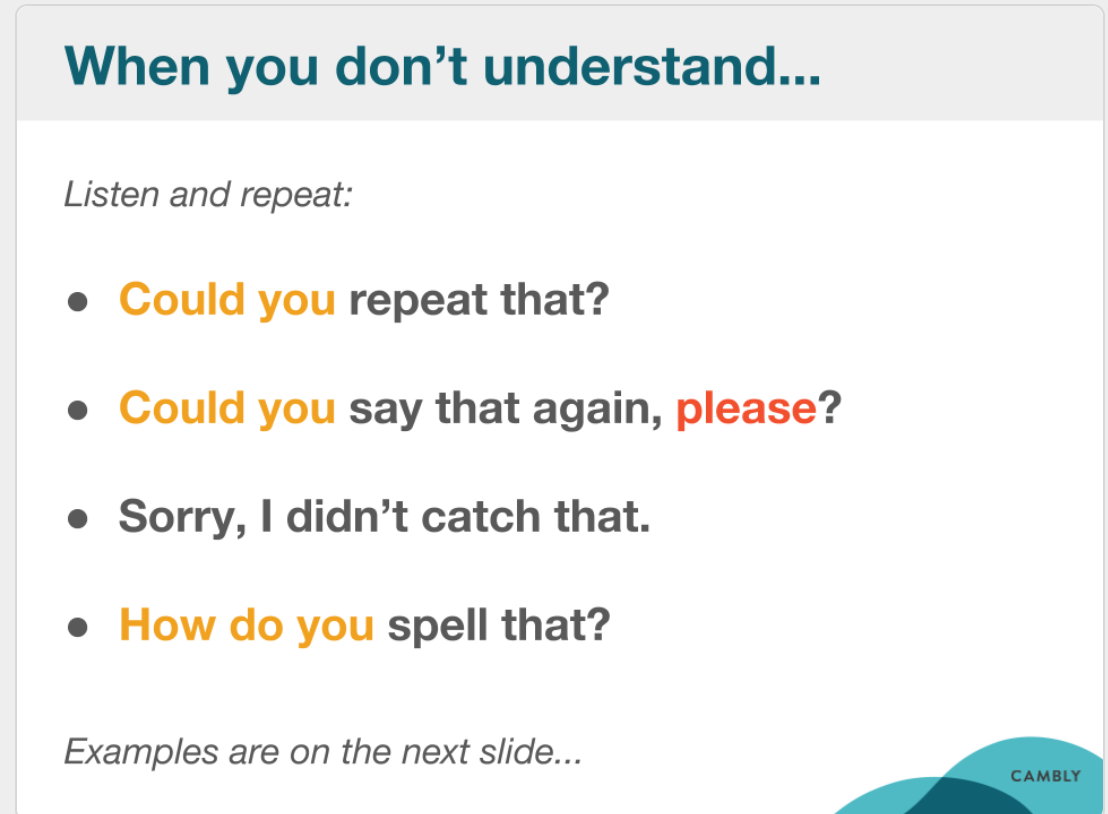 When you don’t understand...
Listen and repeat:
● Could you repeat that?
● Could you say that again, please?
● Sorry, I didn’t catch that.
● How do you spell that?
Examples are on the next slide...
CAMBLY